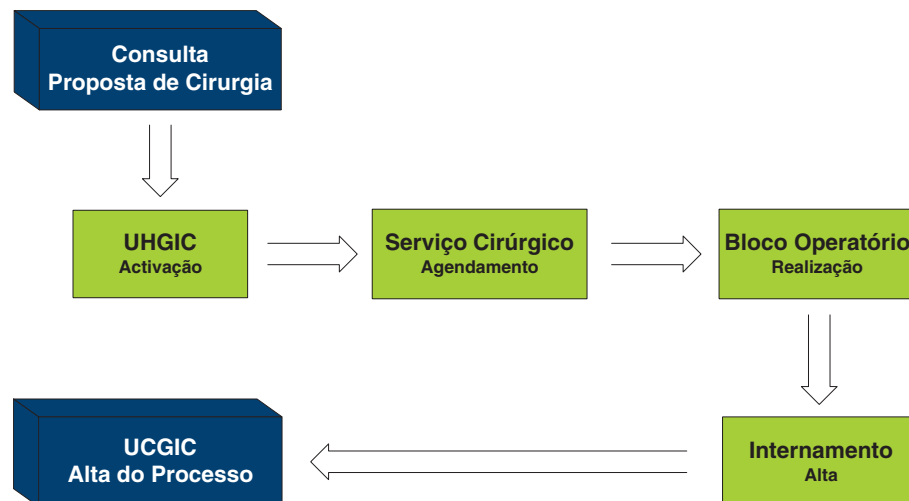 Consulta
Proposta de Cirurgia
UHGIC
Activação
Serviço Cirúrgico
Agendamento
Bloco Operatório
Realização
UCGIC
Alta do Processo
Internamento
Alta